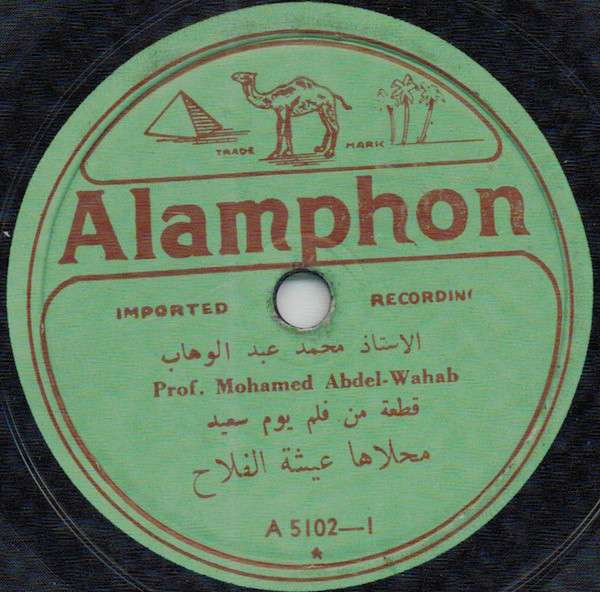 TRADE MARK
Alamphon
IMPORTED RECORDING
الاستاذ محمد عبد الوهاب
Prof. Mohamed Abdel-Wahab
قطعة من فلم يوم سعيد
محلاها عيشة الفلاح
A 5102—1